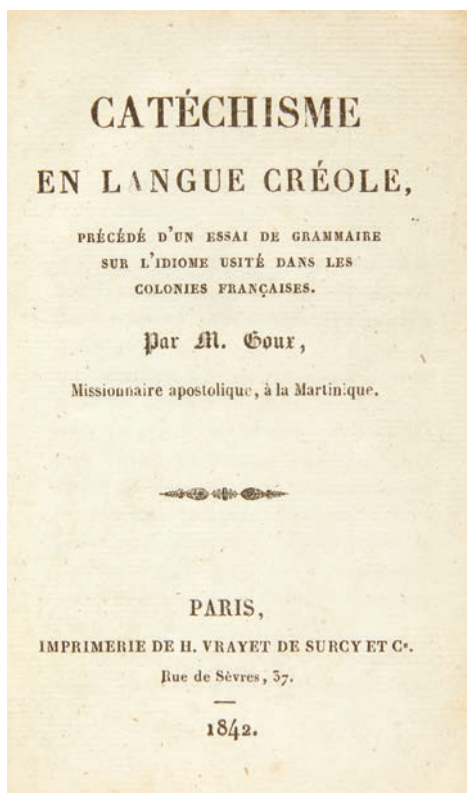 CATÉCHISME
EN LANGUE CRÉOLE,
PRÉCÉDÉ D'UN ESSAI DE GRAMMAIRE
SUR L'IDIOME USITÉ DANS LES
COLONIES FRANÇAISES.
Par M. Goux,
Missionnaire apostolique, à la Martinique.
PARIS,
IMPRIMERIE DE H. VRAYET DE SURCY ET Cᵉ.
Rue de Sèvres, 37.
1842.